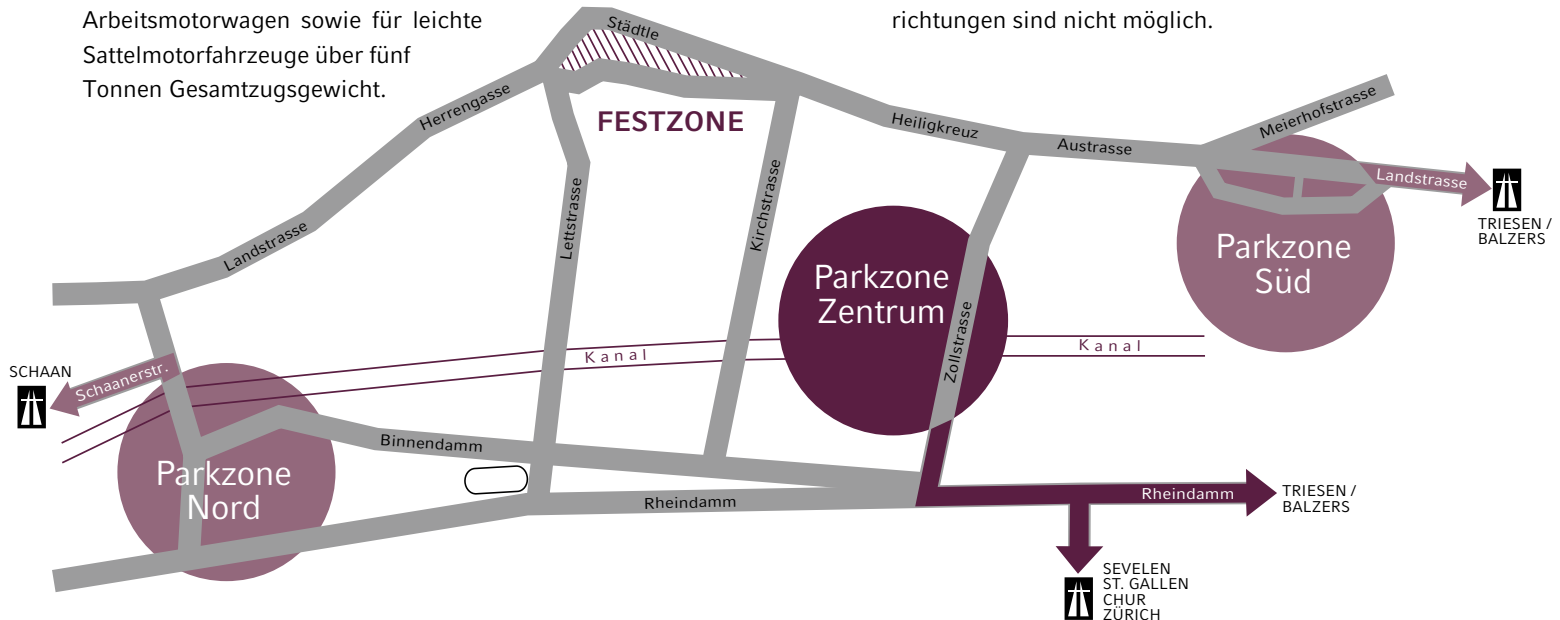 Arbeitsmotorwagen sowie für leichte
Sattelmotorfahrzeuge über fünf
Tonnen Gesamtzugsgewicht.
richtungen sind nicht möglich.
Städtle
Herrengasse
FESTZONE
Heiligkreuz
Meierhofstrasse
Austrasse
Landstrasse
TRIESEN /
BALZERS
Landstrasse
Lettstrasse
Kirchstrasse
Parkzone
Zentrum
Zollstrasse
Parkzone
Süd
Kanal
Kanal
SCHAAN
Schaanerstr.
Binnendamm
Parkzone
Nord
Rheindamm
Rheindamm
TRIESEN /
BALZERS
SEVELEN
ST. GALLEN
CHUR
ZÜRICH